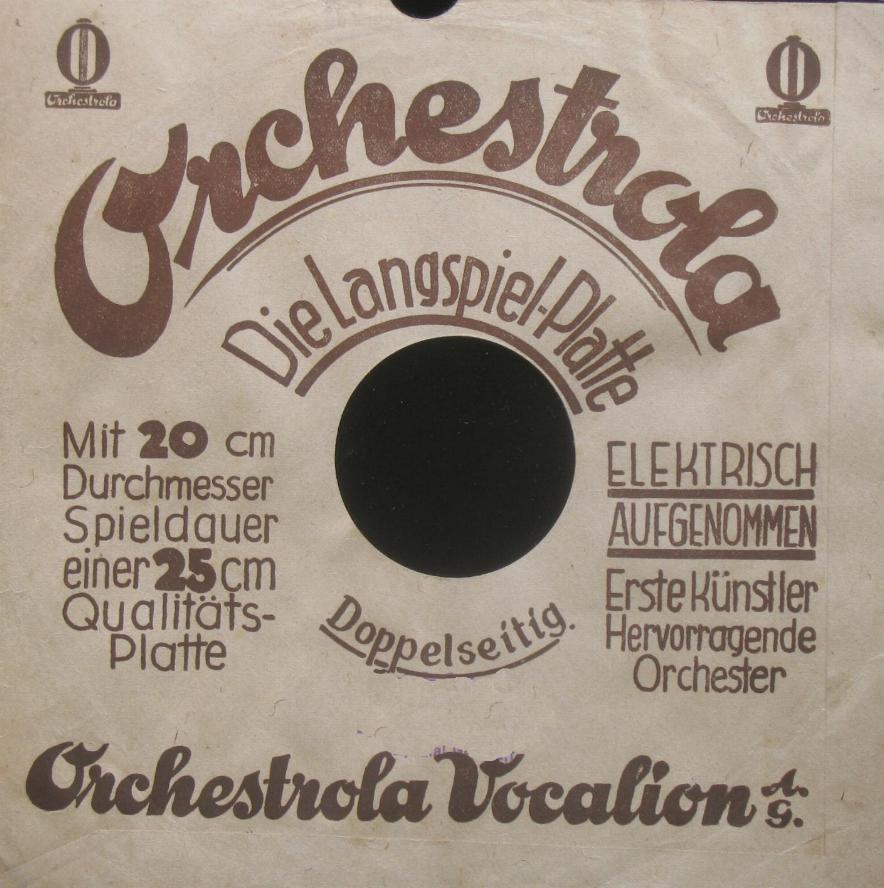 Orchestrola
Orchestrola
Orchestrola
Die Langspiel-Platte
Mit 20 cm
Durchmesser
Spieldauer
einer 25 cm
Qualitäts-
Platte
ELEKTRISCH
AUFGENOMMEN
Erste Künstler
Hervorragende
Orchester
Doppelseitig.
Orchestrola Vocalion A.
G.